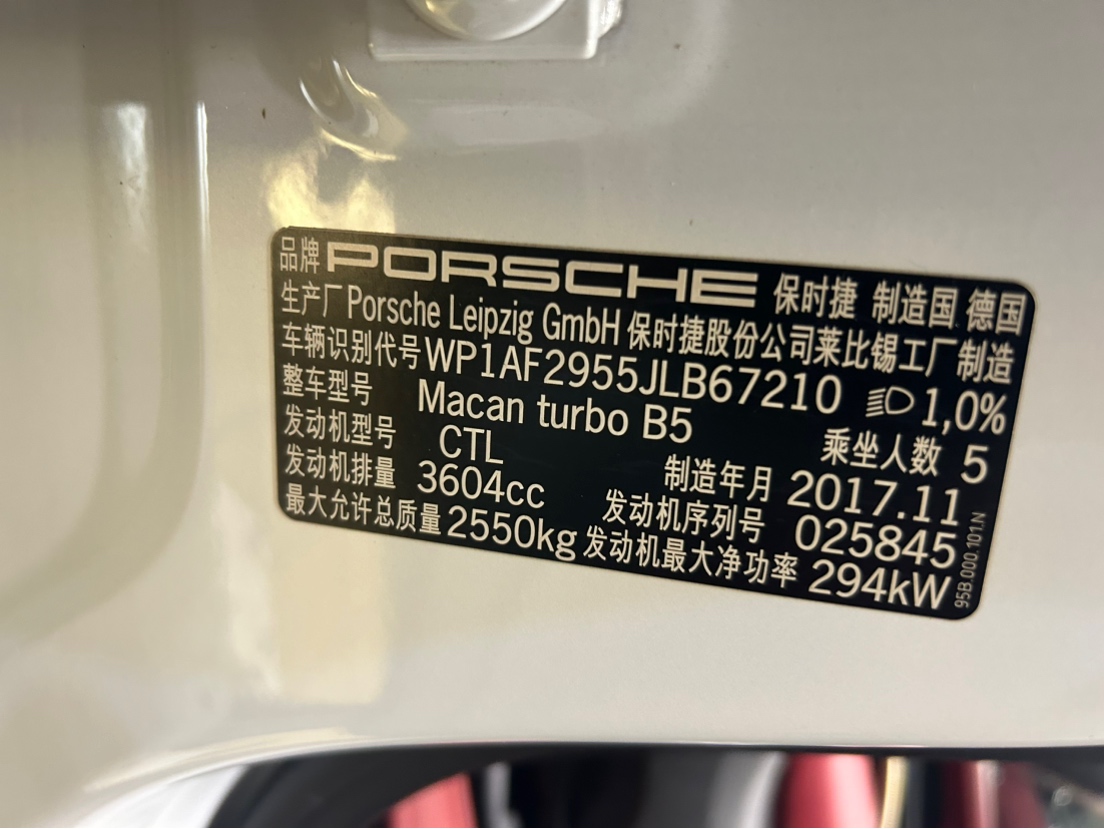 品牌 PORSCHE 保时捷 制造国 德国
生产厂 Porsche Leipzig GmbH 保时捷股份公司莱比锡工厂制造
车辆识别代号 WP1AF2955JLB67210 1,0%
整车型号 Macan turbo B5 乘坐人数 5
发动机型号 CTL 制造年月 2017.11
发动机排量 3604cc 发动机序列号 025845
最大允许总质量 2550kg 发动机最大净功率 294kW
95B.000.101.N